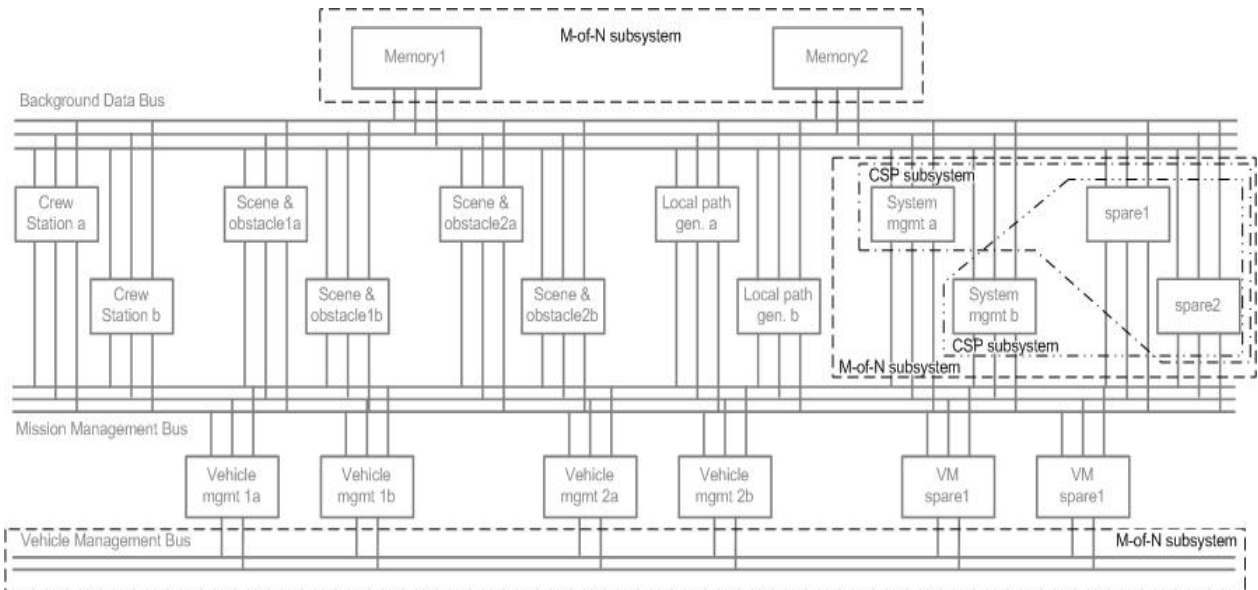 M-of-N subsystem
Memory1
Memory2
Background Data Bus
CSP subsystem
Crew
Station a
Scene &
obstacle1a
Scene &
obstacle2a
Local path
gen. a
System
mgmt a
spare1
Crew
Station b
Scene &
obstacle1b
Scene &
obstacle2b
Local path
gen. b
System
mgmt b
spare2
CSP subsystem
M-of-N subsystem
Mission Management Bus
Vehicle
mgmt 1a
Vehicle
mgmt 1b
Vehicle
mgmt 2a
Vehicle
mgmt 2b
VM
spare1
VM
spare1
Vehicle Management Bus
M-of-N subsystem